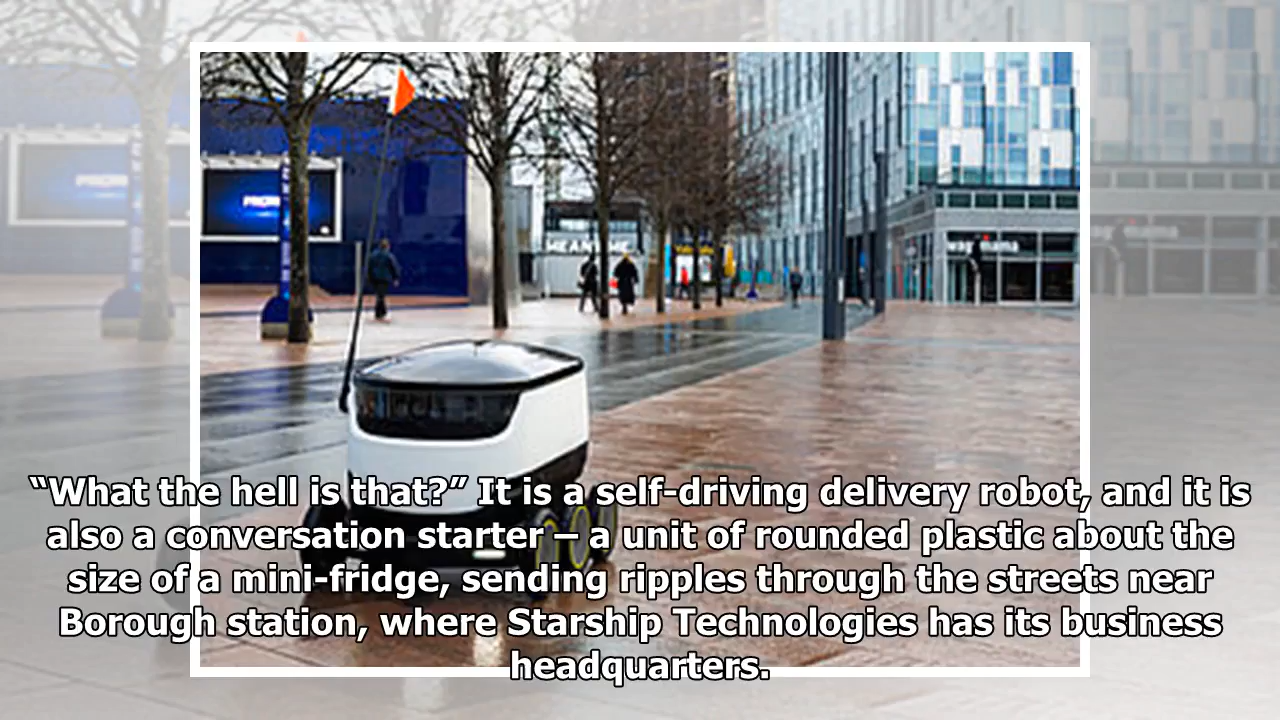 MEANTIME
wagamama
“What the hell is that?” It is a self-driving delivery robot, and it is
also a conversation starter – a unit of rounded plastic about the
size of a mini-fridge, sending ripples through the streets near
Borough station, where Starship Technologies has its business
headquarters.